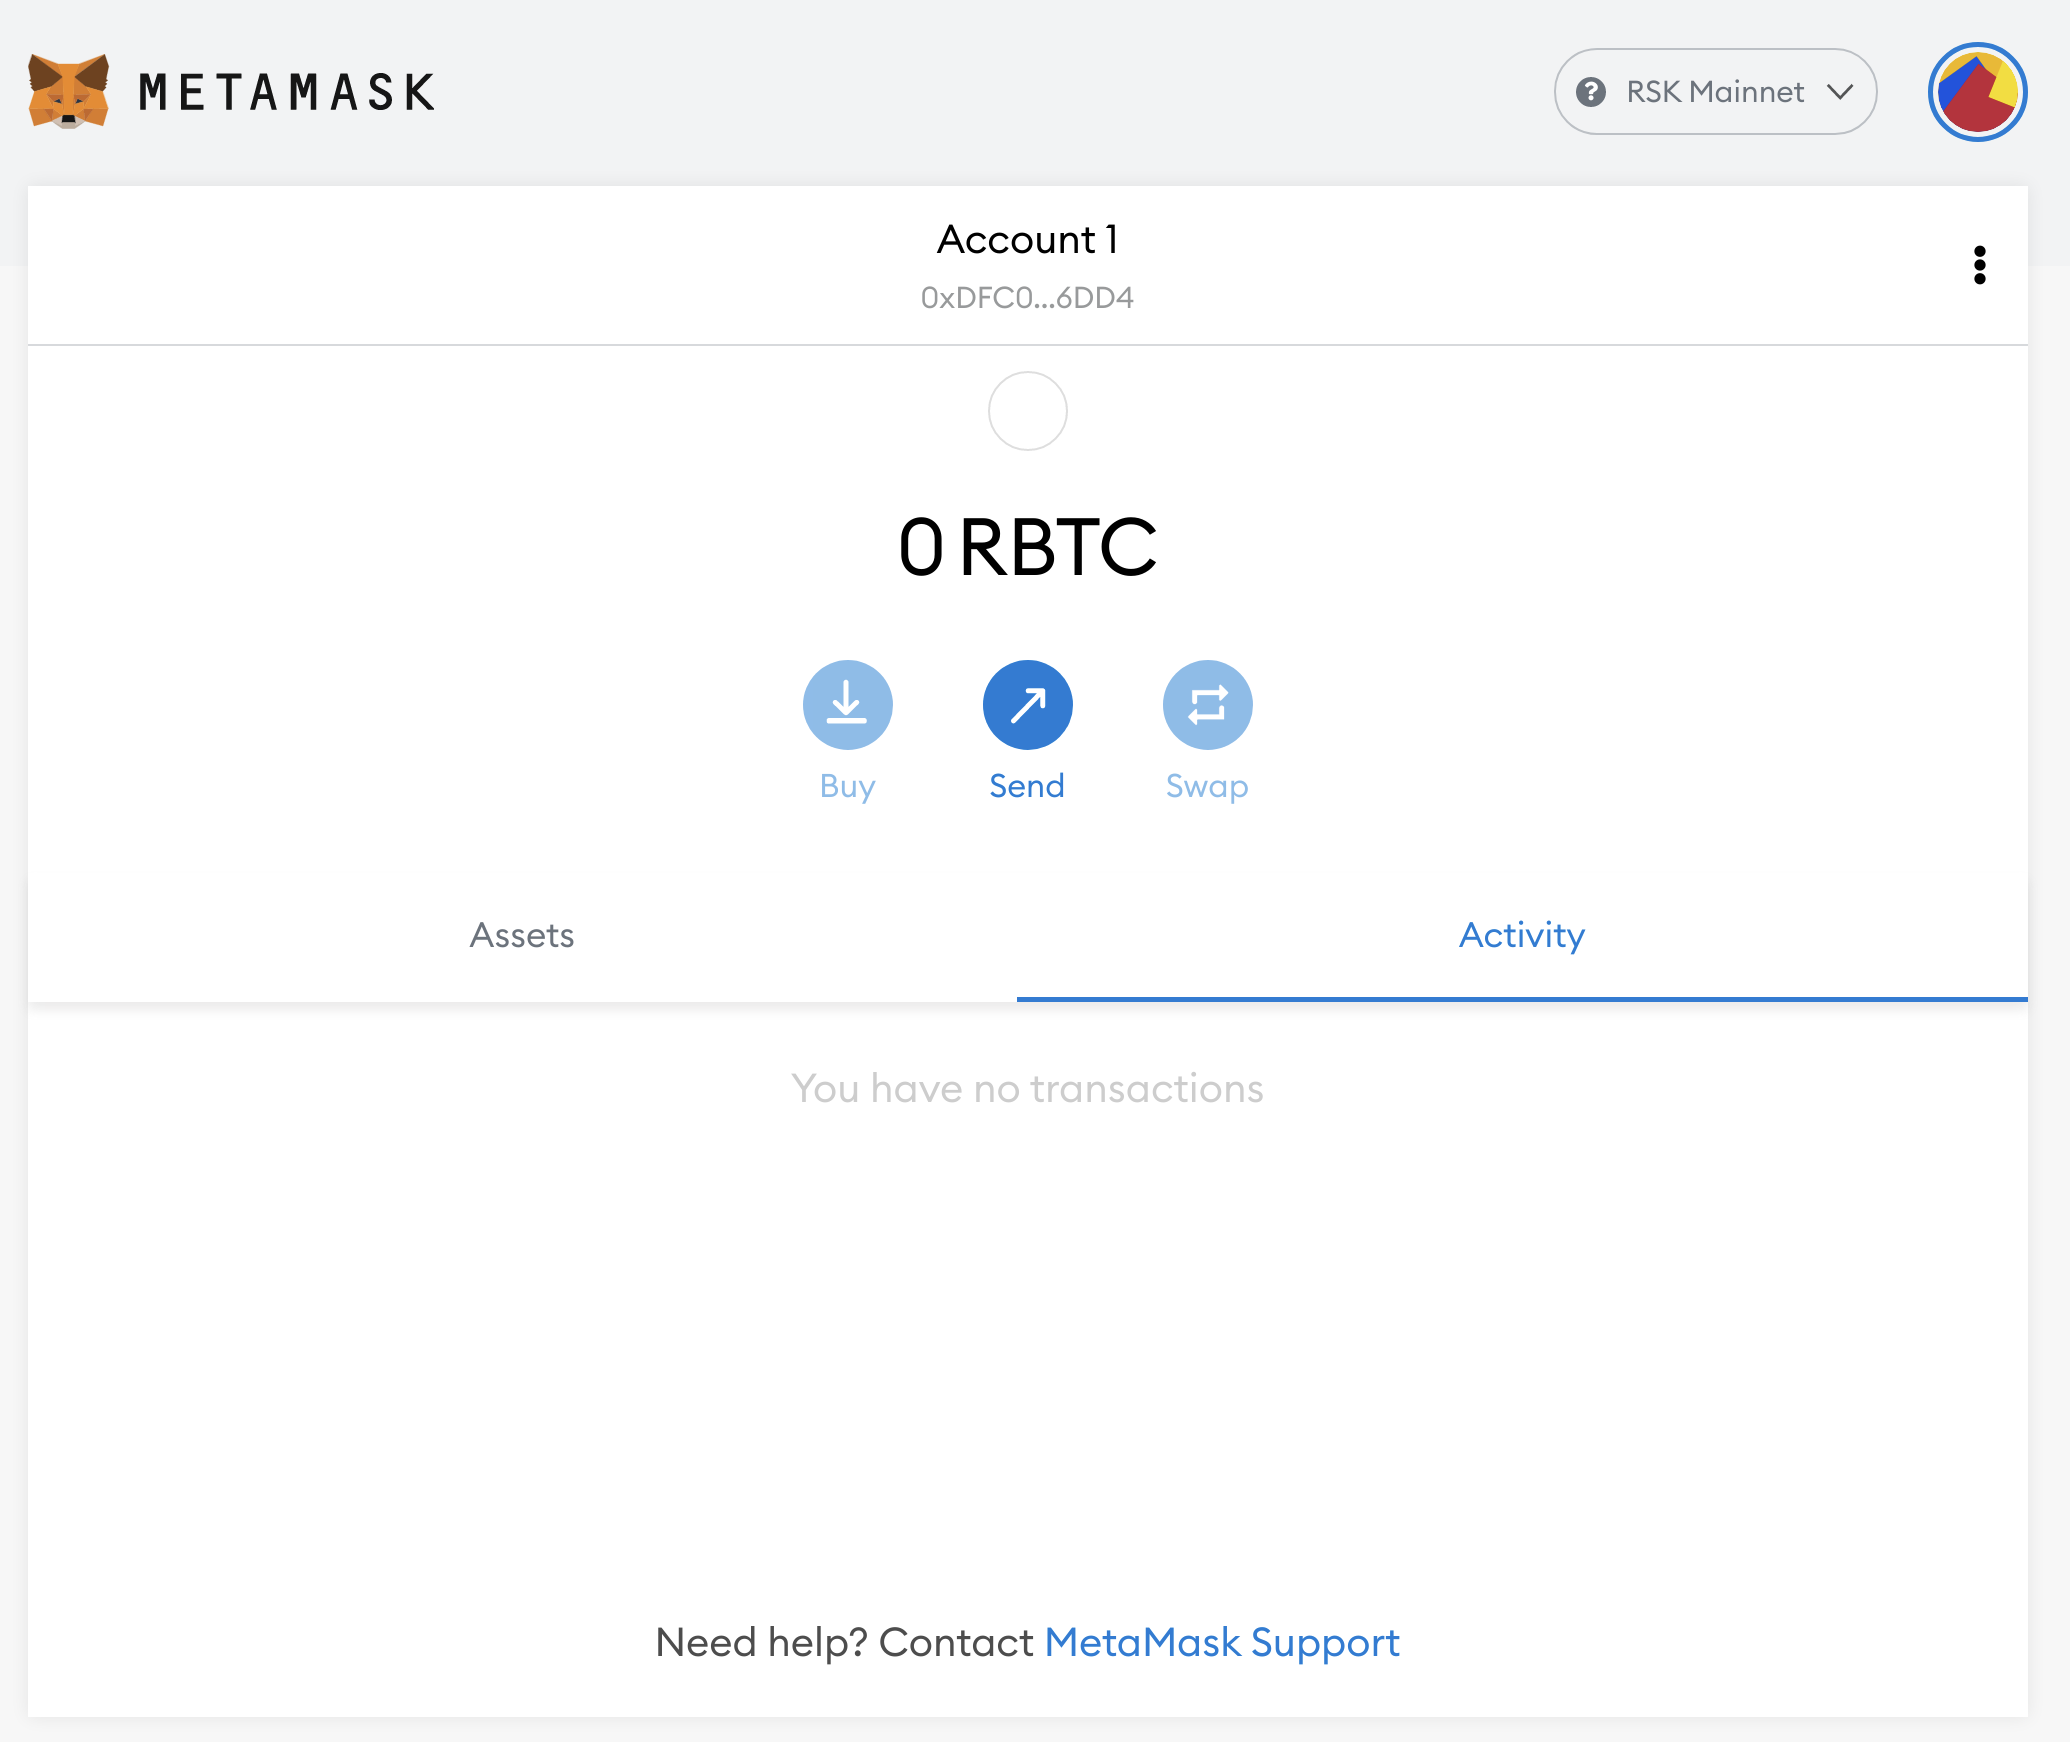 METAMASK
RSK Mainnet
Account 1
0xDFC0...6DD4
0 RBTC
Buy
Send
Swap
Assets
Activity
You have no transactions
Need help? Contact MetaMask Support